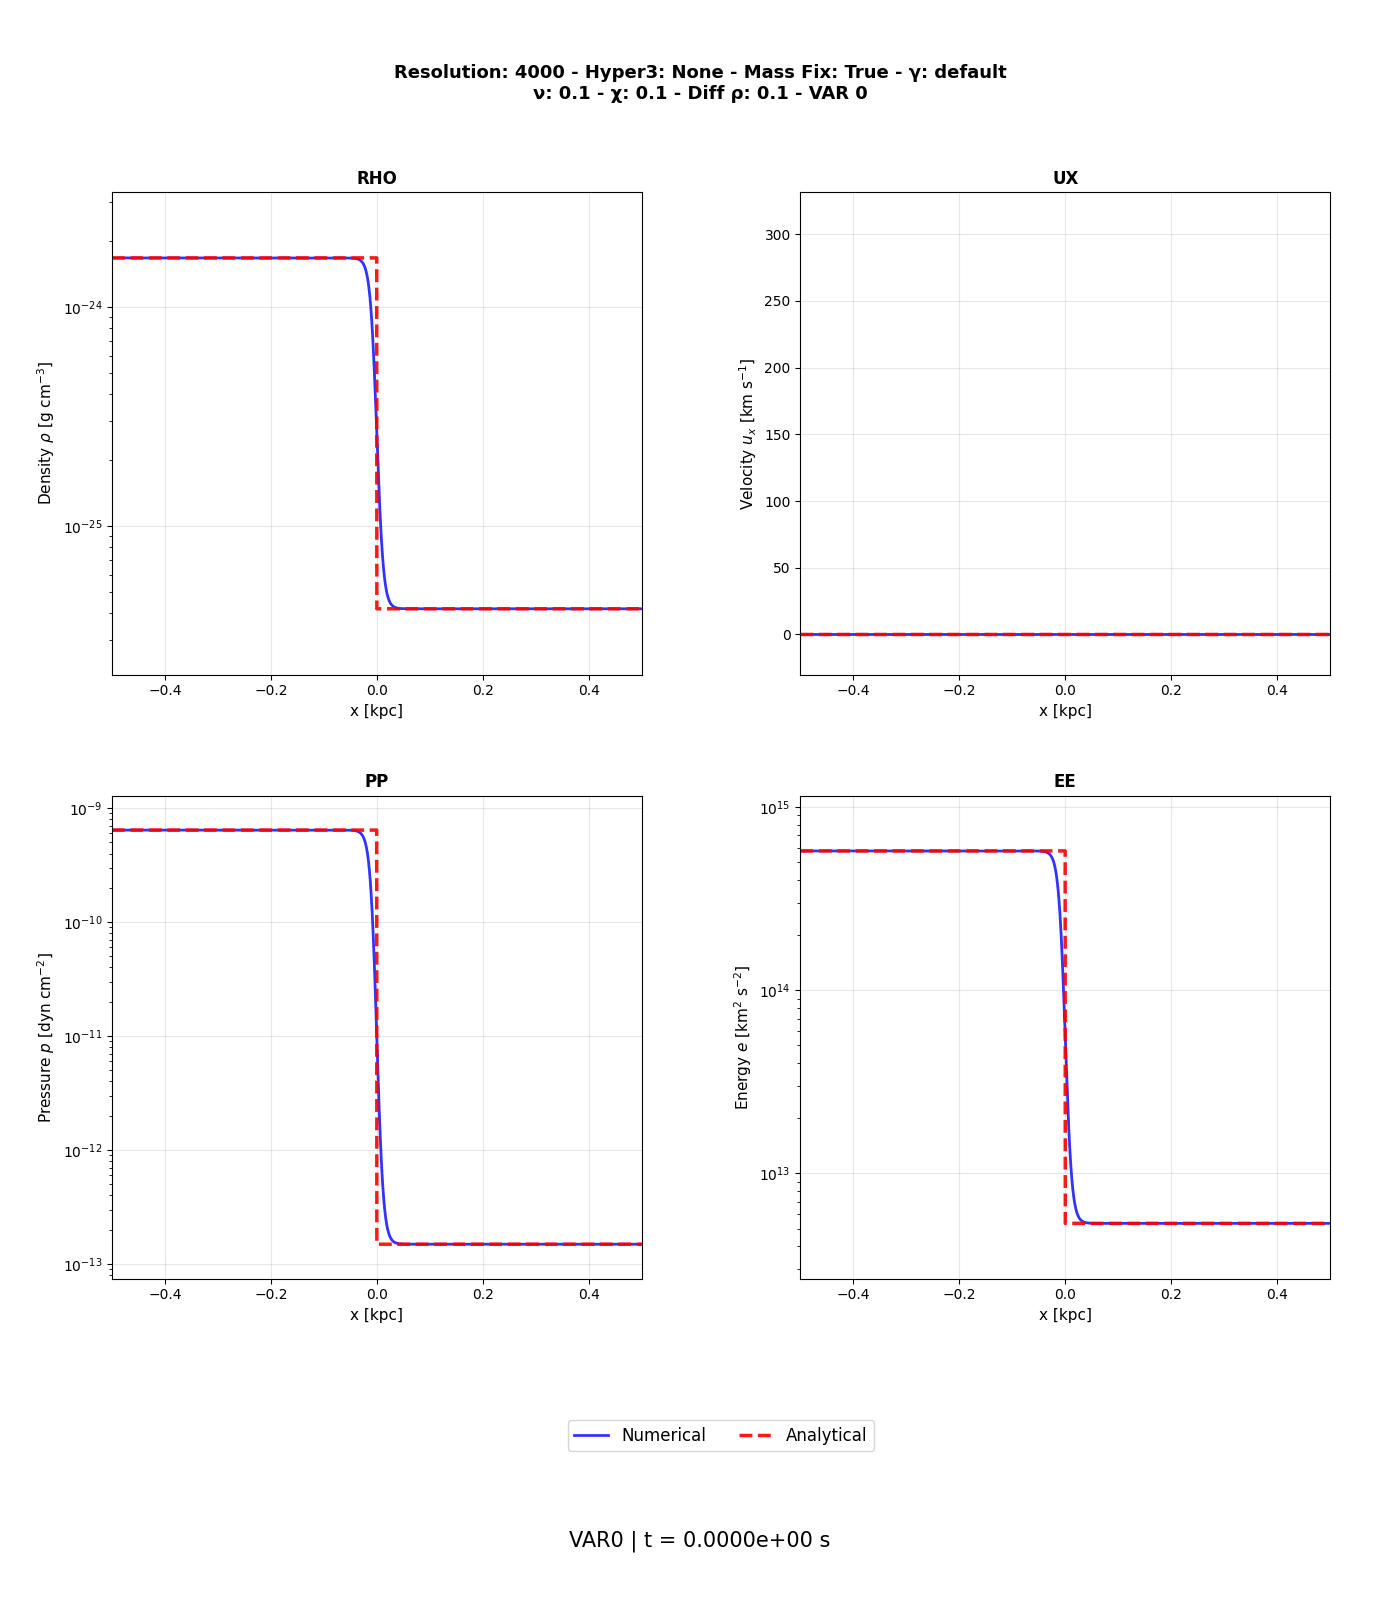 Resolution: 4000 - Hyper3: None - Mass Fix: True - γ: default
ν: 0.1 - χ: 0.1 - Diff ρ: 0.1 - VAR 0
RHO
Density ρ [g cm⁻³]
10⁻²⁴
10⁻²⁵
−0.4 −0.2 0.0 0.2 0.4
x [kpc]
UX
Velocity uₓ [km s⁻¹]
300
250
200
150
100
50
0
−0.4 −0.2 0.0 0.2 0.4
x [kpc]
PP
Pressure p [dyn cm⁻²]
10⁻⁹
10⁻¹⁰
10⁻¹¹
10⁻¹²
10⁻¹³
−0.4 −0.2 0.0 0.2 0.4
x [kpc]
EE
Energy e [km² s⁻²]
10¹⁵
10¹⁴
10¹³
−0.4 −0.2 0.0 0.2 0.4
x [kpc]
Numerical Analytical
VAR0 | t = 0.0000e+00 s